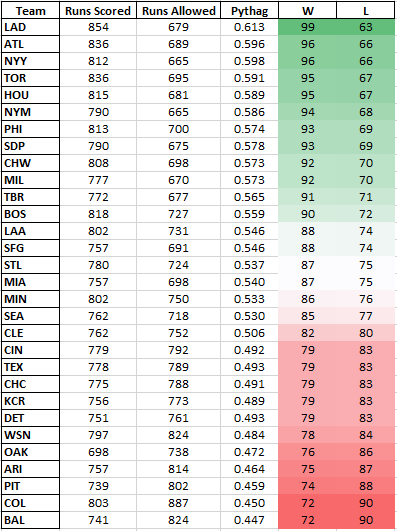 Team Runs Scored Runs Allowed Pythag W L
LAD 854 679 0.613 99 63
ATL 836 689 0.596 96 66
NYY 812 665 0.598 96 66
TOR 836 695 0.591 95 67
HOU 815 681 0.589 95 67
NYM 790 665 0.586 94 68
PHI 813 700 0.574 93 69
SDP 790 675 0.578 93 69
CHW 808 698 0.573 92 70
MIL 777 670 0.573 92 70
TBR 772 677 0.565 91 71
BOS 818 727 0.559 90 72
LAA 802 731 0.546 88 74
SFG 757 691 0.546 88 74
STL 780 724 0.537 87 75
MIA 757 698 0.540 87 75
MIN 802 750 0.533 86 76
SEA 762 718 0.530 85 77
CLE 762 752 0.506 82 80
CIN 779 792 0.492 79 83
TEX 778 789 0.493 79 83
CHC 775 788 0.491 79 83
KCR 756 773 0.489 79 83
DET 751 761 0.493 79 83
WSN 797 824 0.484 78 84
OAK 698 738 0.472 76 86
ARI 757 814 0.464 75 87
PIT 739 802 0.459 74 88
COL 803 887 0.450 72 90
BAL 741 824 0.447 72 90